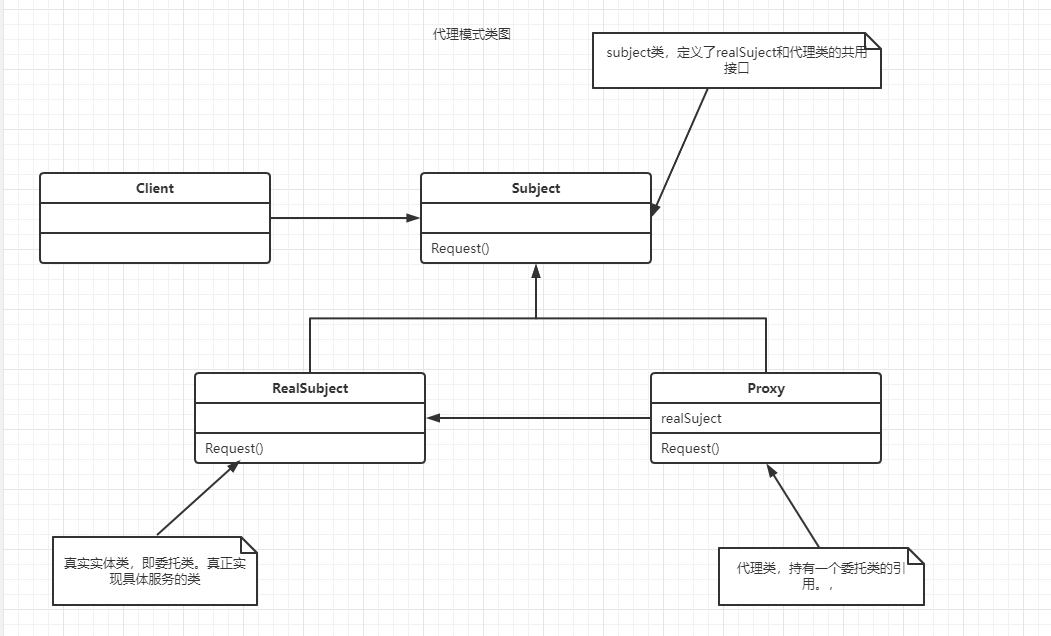 代理模式类图
subject类，定义了realSuject和代理类的共用
接口
Client
Subject
Request()
RealSubject
Request()
Proxy
realSuject
Request()
真实实体类，即委托类。真正实
现具体服务的类
代理类，持有一个委托类的引
用。，